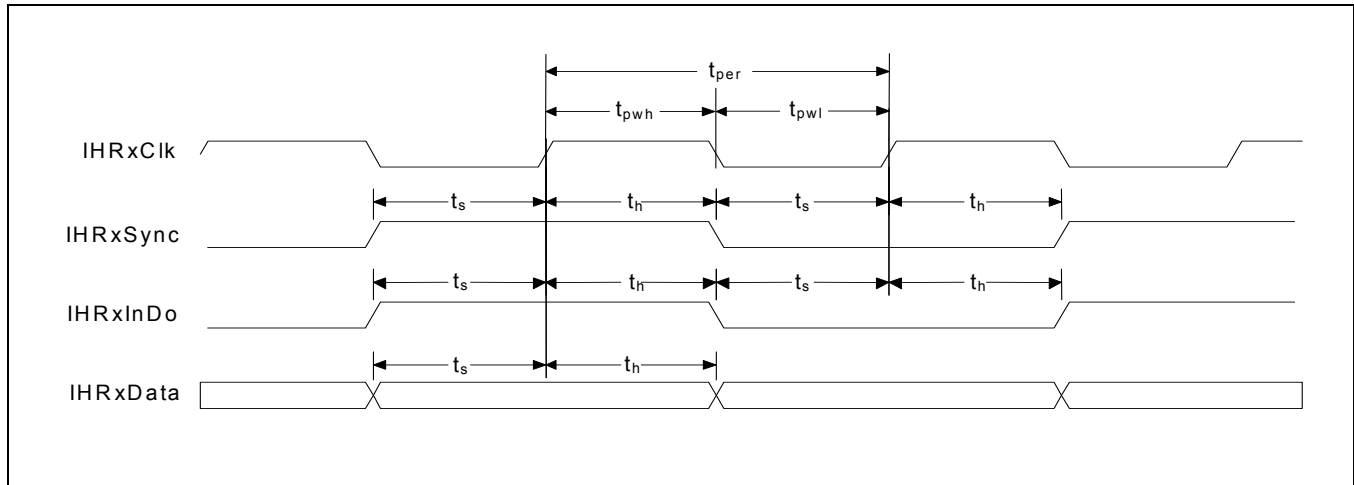 tper
tpwh tpwl
IHRxClk
ts th ts th
IHRxSync
ts th ts th
IHRxInDo
ts th
IHRxData